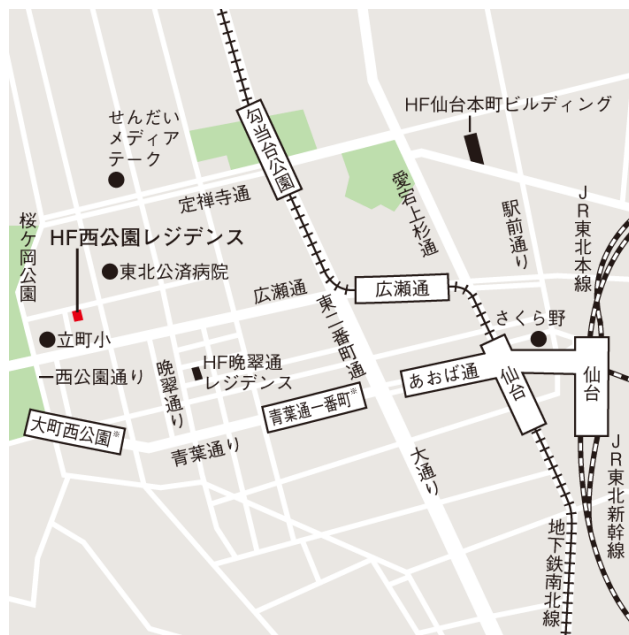 HF仙台本町ビルディング
せんだい
メディア
テーク
勾当台公園
愛宕上杉通
定禅寺通
駅前通り
JR東北本線
桜ケ岡公園
HF西公園レジデンス
東北公済病院
広瀬通
広瀬通
東二番町通
さくら野
立町小
西公園通り
晩翠通り
HF晩翠通
レジデンス
あおば通
仙台
仙台
青葉通一番町※
大町西公園※
青葉通り
大通り
JR東北新幹線
地下鉄南北線